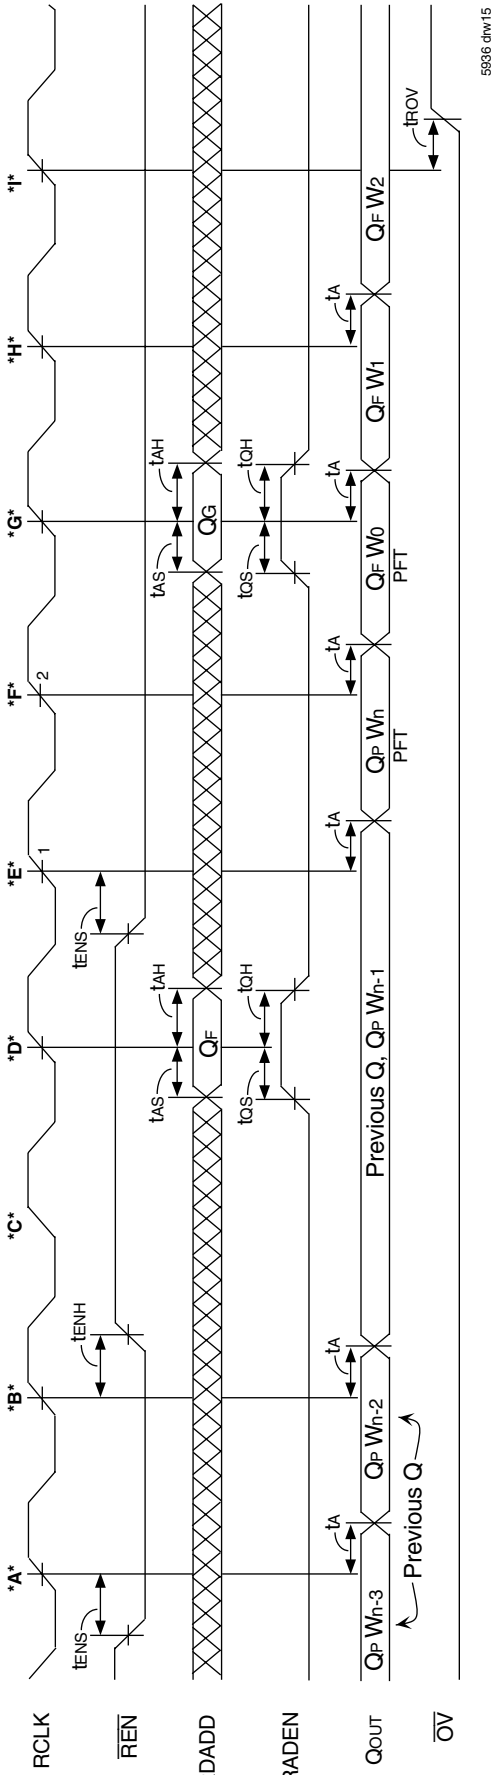 *A* *B* *C* *D* *E* *F* *G* *H* *I*
RCLK 1 2
tENS tENH tENS
REN
tAS tAH tAS tAH
DADD QF QG
tQS tQH tQS tQH
RADEN
tA tA tA tA tA tA
QOUT QP Wn-3 QP Wn-2 Previous Q, QP Wn-1 QP Wn QF W0 QF W1 QF W2
PFT PFT
Previous Q
tROV
OV
5936 drw15